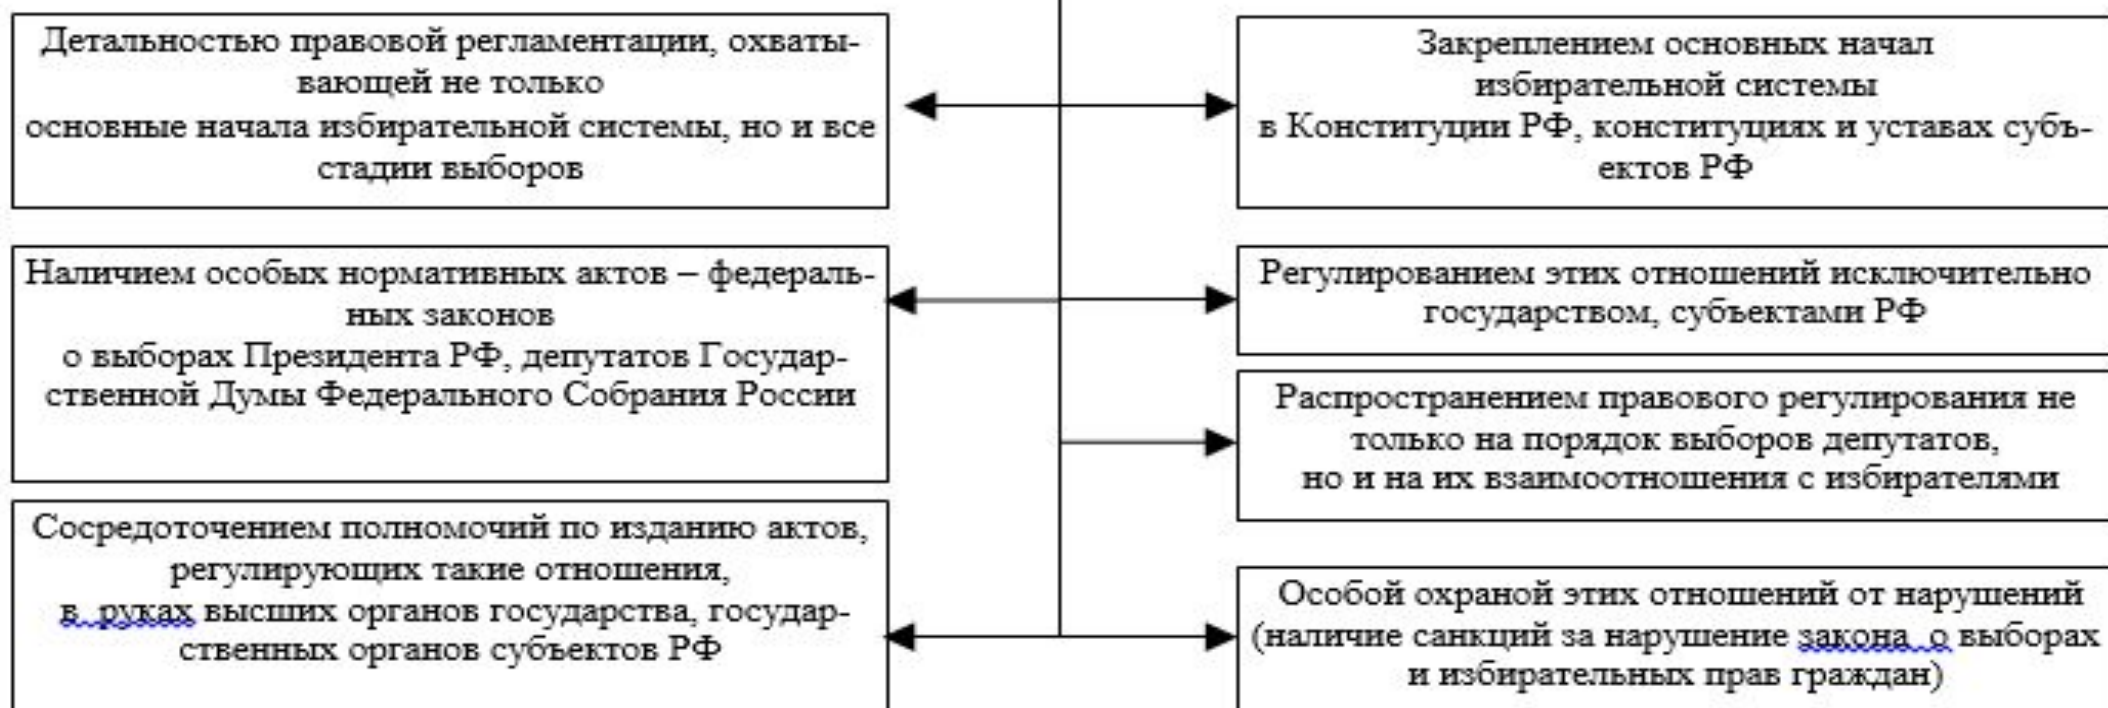 Детальностью правовой регламентации, охваты-
вающей не только
основные начала избирательной системы, но и все
стадии выборов
Закреплением основных начал
избирательной системы
в Конституции РФ, конституциях и уставах субъ-
ектов РФ
Наличием особых нормативных актов – федераль-
ных законов
о выборах Президента РФ, депутатов Государ-
ственной Думы Федерального Собрания России
Регулированием этих отношений исключительно
государством, субъектами РФ
Распространением правового регулирования не
только на порядок выборов депутатов,
но и на их взаимоотношения с избирателями
Сосредоточением полномочий по изданию актов,
регулирующих такие отношения,
в руках высших органов государства, государ-
ственных органов субъектов РФ
Особой охраной этих отношений от нарушений
(наличие санкций за нарушение закона о выборах
и избирательных прав граждан)